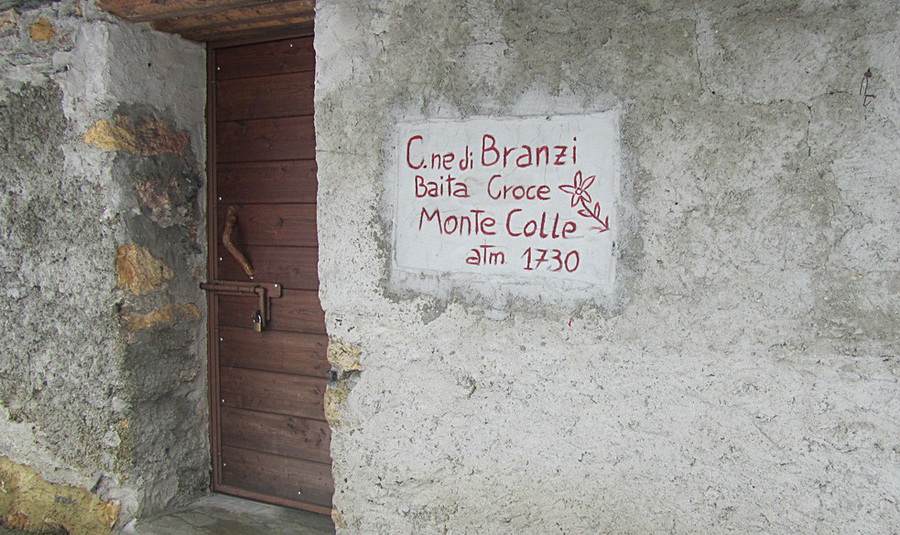 C.ne di Branzi
Baita Croce
Monte Colle
aTm 1730